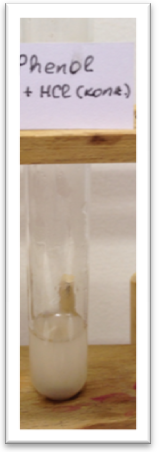 Phenol
+ HCl (konz)